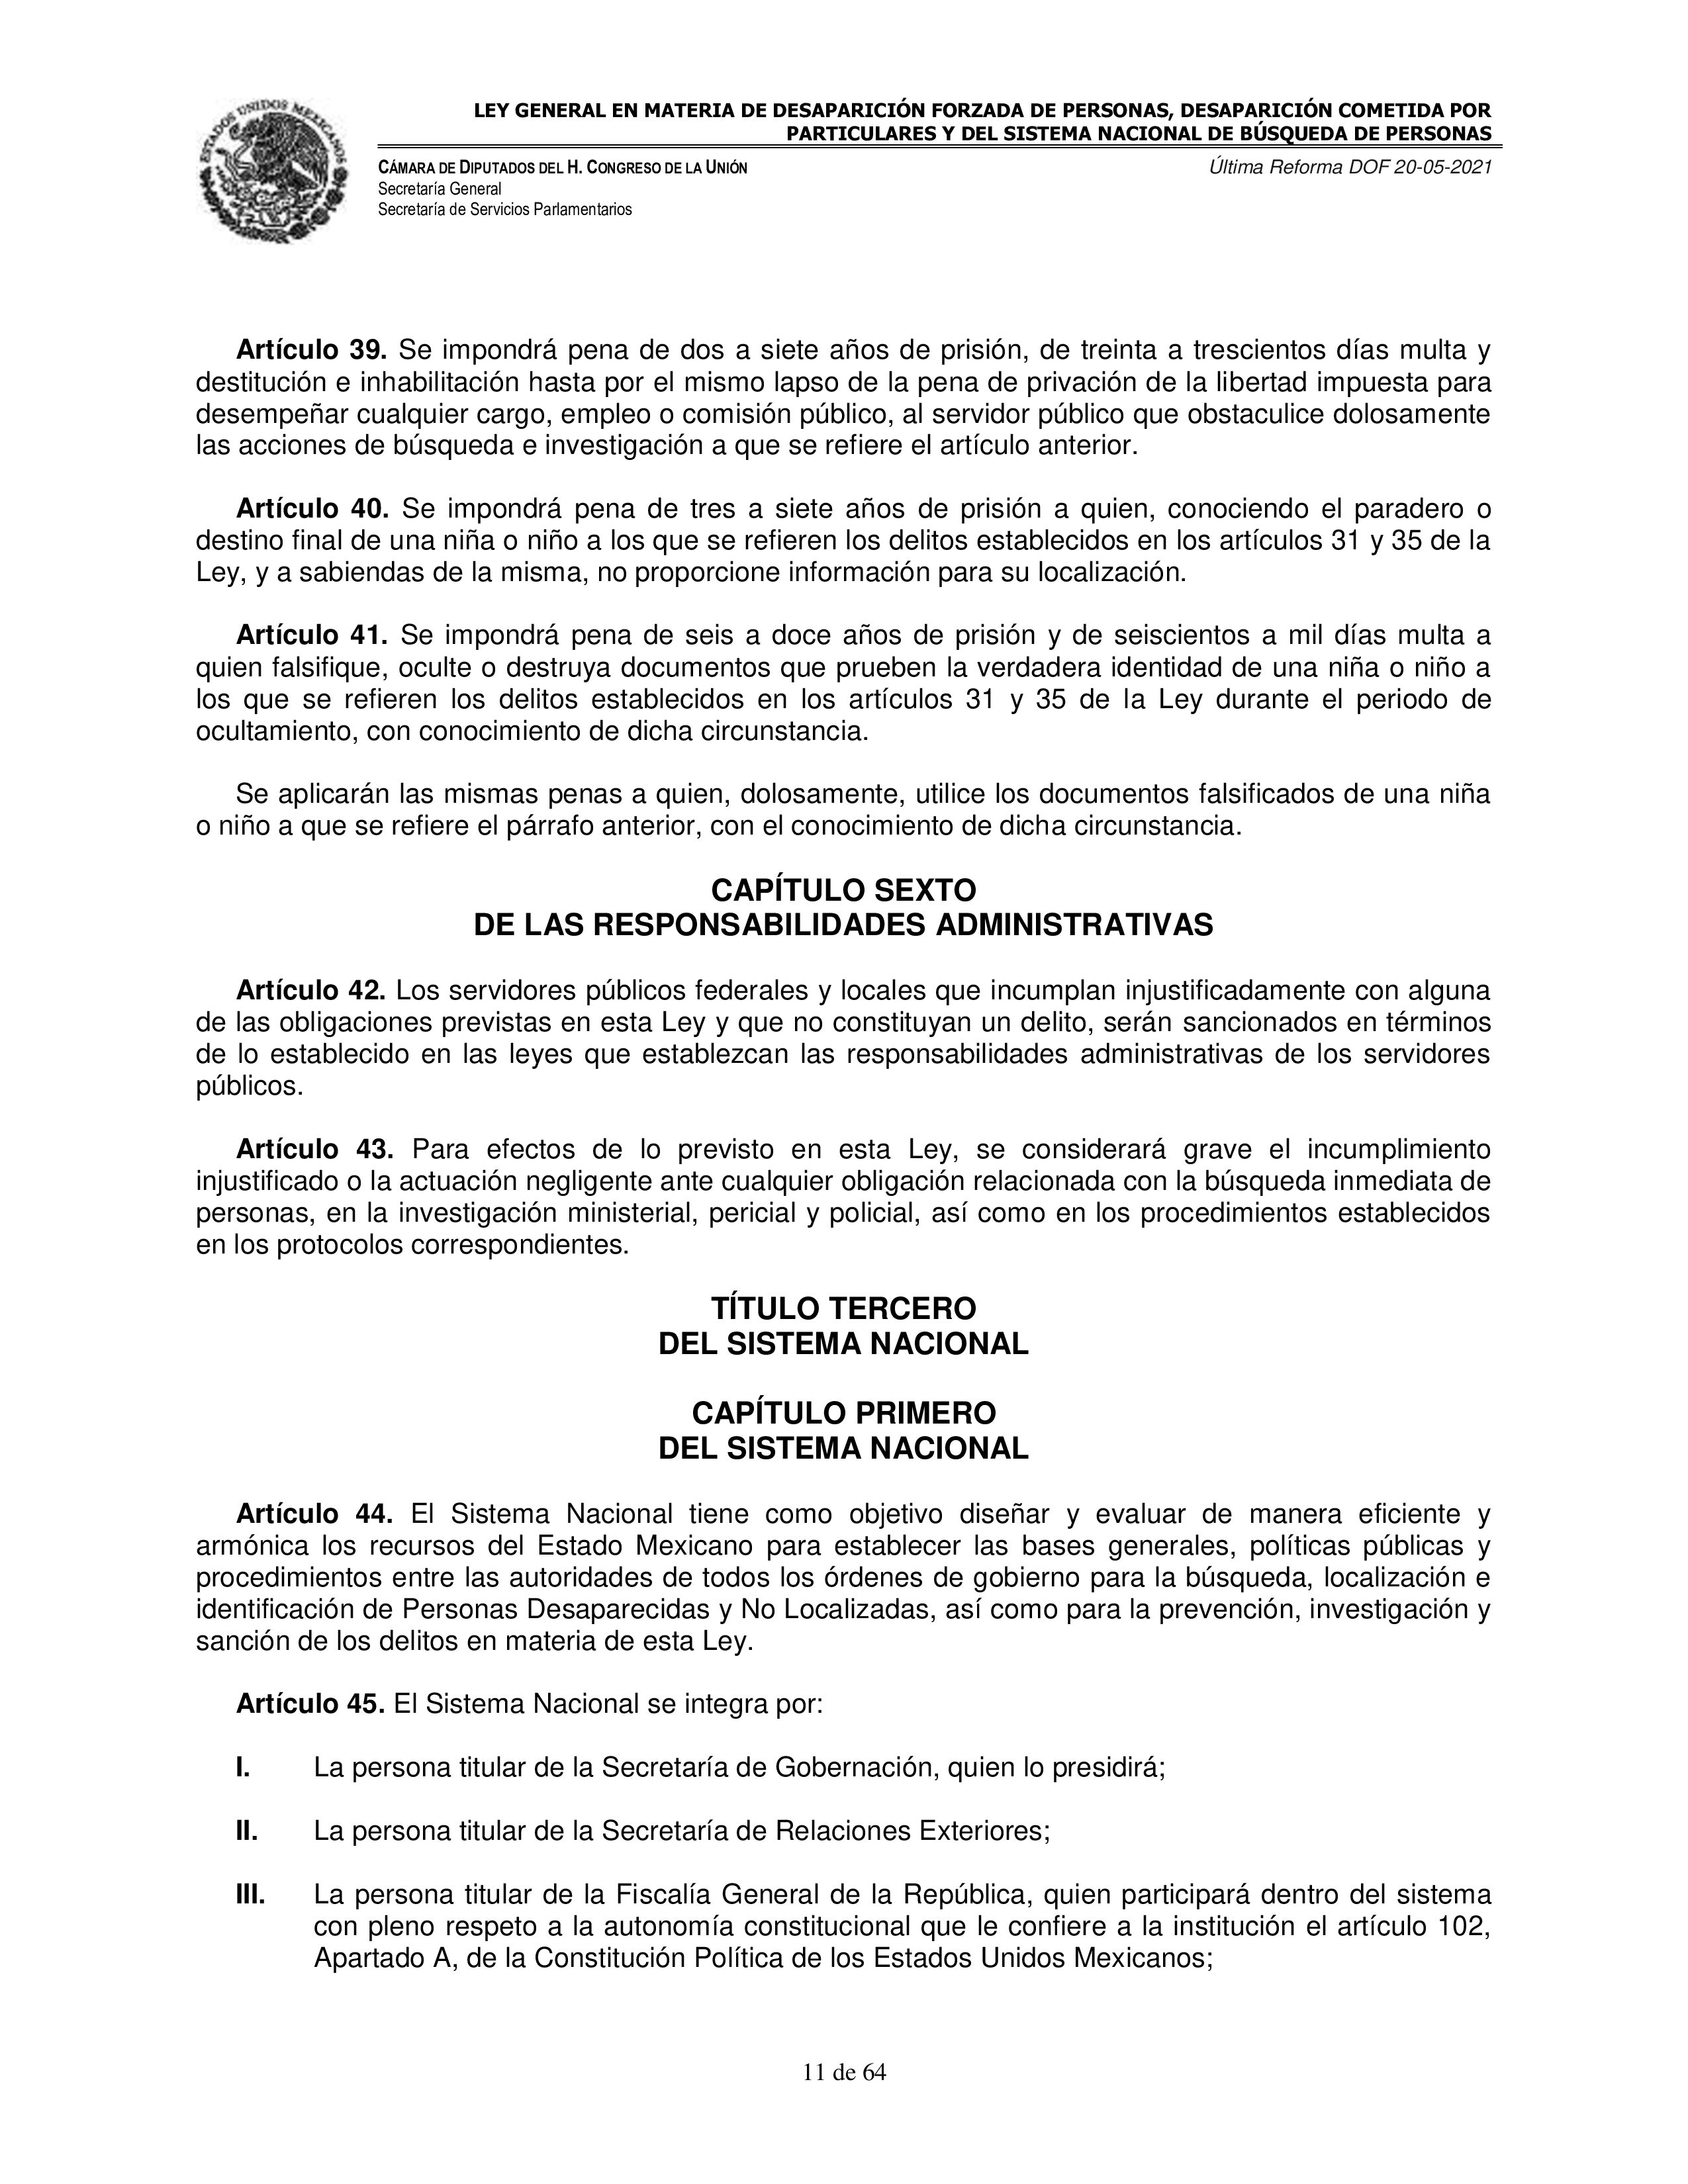 ESTADOS UNIDOS MEXICANOS
LEY GENERAL EN MATERIA DE DESAPARICIÓN FORZADA DE PERSONAS, DESAPARICIÓN COMETIDA POR
PARTICULARES Y DEL SISTEMA NACIONAL DE BÚSQUEDA DE PERSONAS
CÁMARA DE DIPUTADOS DEL H. CONGRESO DE LA UNIÓN
Última Reforma DOF 20-05-2021
Secretaría General
Secretaría de Servicios Parlamentarios
Artículo 39. Se impondrá pena de dos a siete años de prisión, de treinta a trescientos días multa y
destitución e inhabilitación hasta por el mismo lapso de la pena de privación de la libertad impuesta para
desempeñar cualquier cargo, empleo o comisión público, al servidor público que obstaculice dolosamente
las acciones de búsqueda e investigación a que se refiere el artículo anterior.
Artículo 40. Se impondrá pena de tres a siete años de prisión a quien, conociendo el paradero o
destino final de una niña o niño a los que se refieren los delitos establecidos en los artículos 31 y 35 de la
Ley, y a sabiendas de la misma, no proporcione información para su localización.
Artículo 41. Se impondrá pena de seis a doce años de prisión y de seiscientos a mil días multa a
quien falsifique, oculte o destruya documentos que prueben la verdadera identidad de una niña o niño a
los que se refieren los delitos establecidos en los artículos 31 y 35 de la Ley durante el periodo de
ocultamiento, con conocimiento de dicha circunstancia.
Se aplicarán las mismas penas a quien, dolosamente, utilice los documentos falsificados de una niña
o niño a que se refiere el párrafo anterior, con el conocimiento de dicha circunstancia.
CAPÍTULO SEXTO
DE LAS RESPONSABILIDADES ADMINISTRATIVAS
Artículo 42. Los servidores públicos federales y locales que incumplan injustificadamente con alguna
de las obligaciones previstas en esta Ley y que no constituyan un delito, serán sancionados en términos
de lo establecido en las leyes que establezcan las responsabilidades administrativas de los servidores
públicos.
Artículo 43. Para efectos de lo previsto en esta Ley, se considerará grave el incumplimiento
injustificado o la actuación negligente ante cualquier obligación relacionada con la búsqueda inmediata de
personas, en la investigación ministerial, pericial y policial, así como en los procedimientos establecidos
en los protocolos correspondientes.
TÍTULO TERCERO
DEL SISTEMA NACIONAL
CAPÍTULO PRIMERO
DEL SISTEMA NACIONAL
Artículo 44. El Sistema Nacional tiene como objetivo diseñar y evaluar de manera eficiente y
armónica los recursos del Estado Mexicano para establecer las bases generales, políticas públicas y
procedimientos entre las autoridades de todos los órdenes de gobierno para la búsqueda, localización e
identificación de Personas Desaparecidas y No Localizadas, así como para la prevención, investigación y
sanción de los delitos en materia de esta Ley.
Artículo 45. El Sistema Nacional se integra por:
I. La persona titular de la Secretaría de Gobernación, quien lo presidirá;
II. La persona titular de la Secretaría de Relaciones Exteriores;
III. La persona titular de la Fiscalía General de la República, quien participará dentro del sistema
con pleno respeto a la autonomía constitucional que le confiere a la institución el artículo 102,
Apartado A, de la Constitución Política de los Estados Unidos Mexicanos;
11 de 64